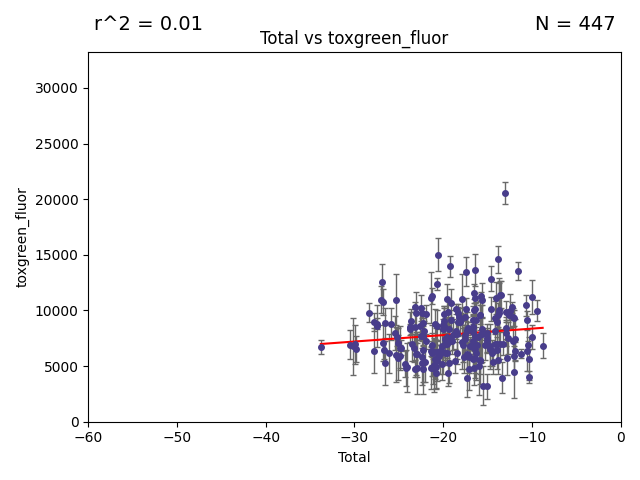 r^2 = 0.01
N = 447
Total vs toxgreen_fluor
30000
25000
20000
15000
10000
5000
0
toxgreen_fluor
−60
−50
−40
−30
−20
−10
0
Total